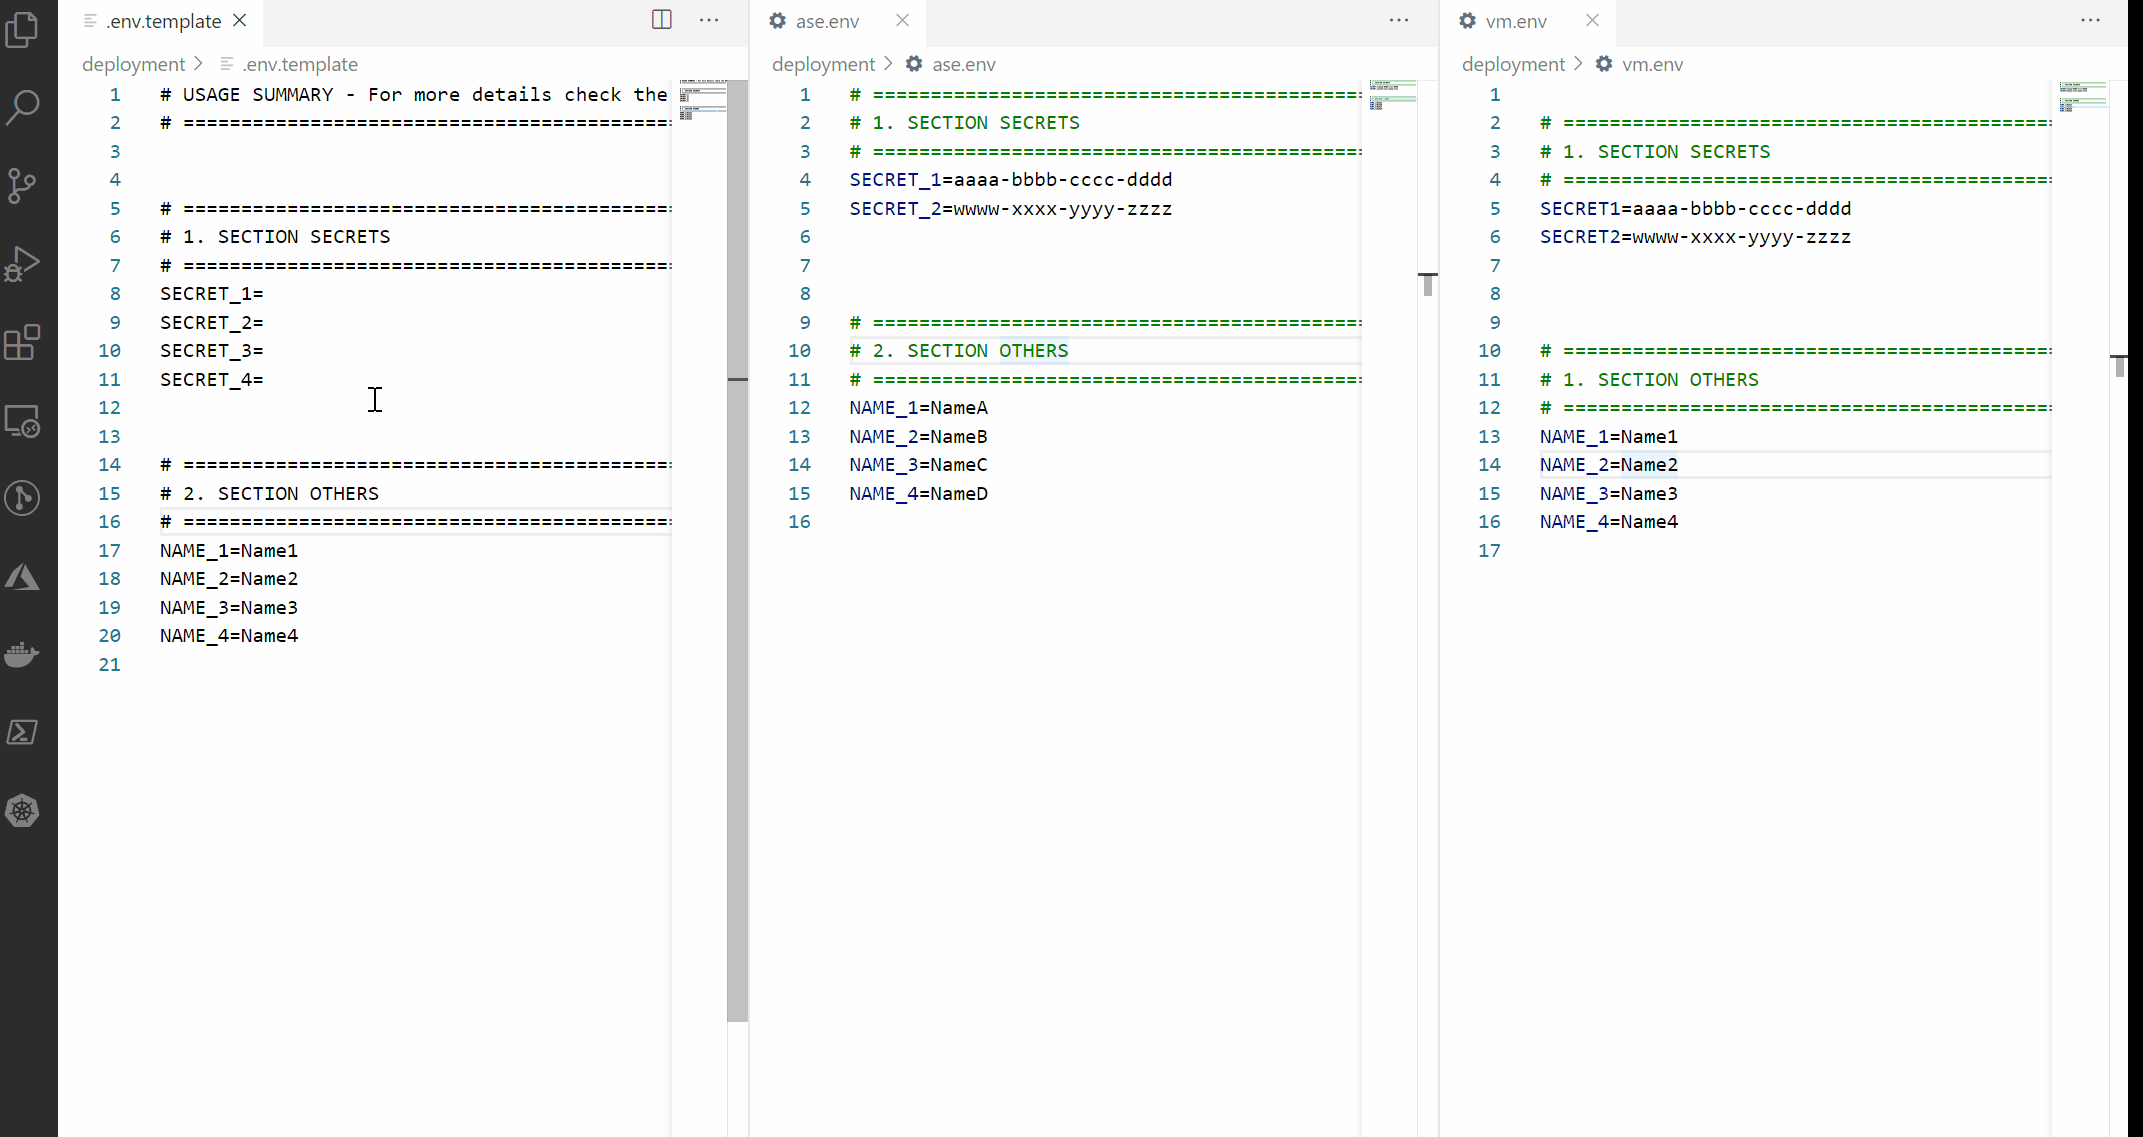 .env.template
deployment > .env.template
1 # USAGE SUMMARY - For more details check the
2 # ==========================================
3
4
5 # ==========================================
6 # 1. SECTION SECRETS
7 # ==========================================
8 SECRET_1=
9 SECRET_2=
10 SECRET_3=
11 SECRET_4=
12
13
14 # ==========================================
15 # 2. SECTION OTHERS
16 # ==========================================
17 NAME_1=Name1
18 NAME_2=Name2
19 NAME_3=Name3
20 NAME_4=Name4
21
ase.env
deployment > ase.env
1 # ==========================================
2 # 1. SECTION SECRETS
3 # ==========================================
4 SECRET_1=aaaa-bbbb-cccc-dddd
5 SECRET_2=wwww-xxxx-yyyy-zzzz
6
7
8
9 # ==========================================
10 # 2. SECTION OTHERS
11 # ==========================================
12 NAME_1=NameA
13 NAME_2=NameB
14 NAME_3=NameC
15 NAME_4=NameD
16
vm.env
deployment > vm.env
1
2 # ==========================================
3 # 1. SECTION SECRETS
4 # ==========================================
5 SECRET1=aaaa-bbbb-cccc-dddd
6 SECRET2=wwww-xxxx-yyyy-zzzz
7
8
9
10 # ==========================================
11 # 1. SECTION OTHERS
12 # ==========================================
13 NAME_1=Name1
14 NAME_2=Name2
15 NAME_3=Name3
16 NAME_4=Name4
17